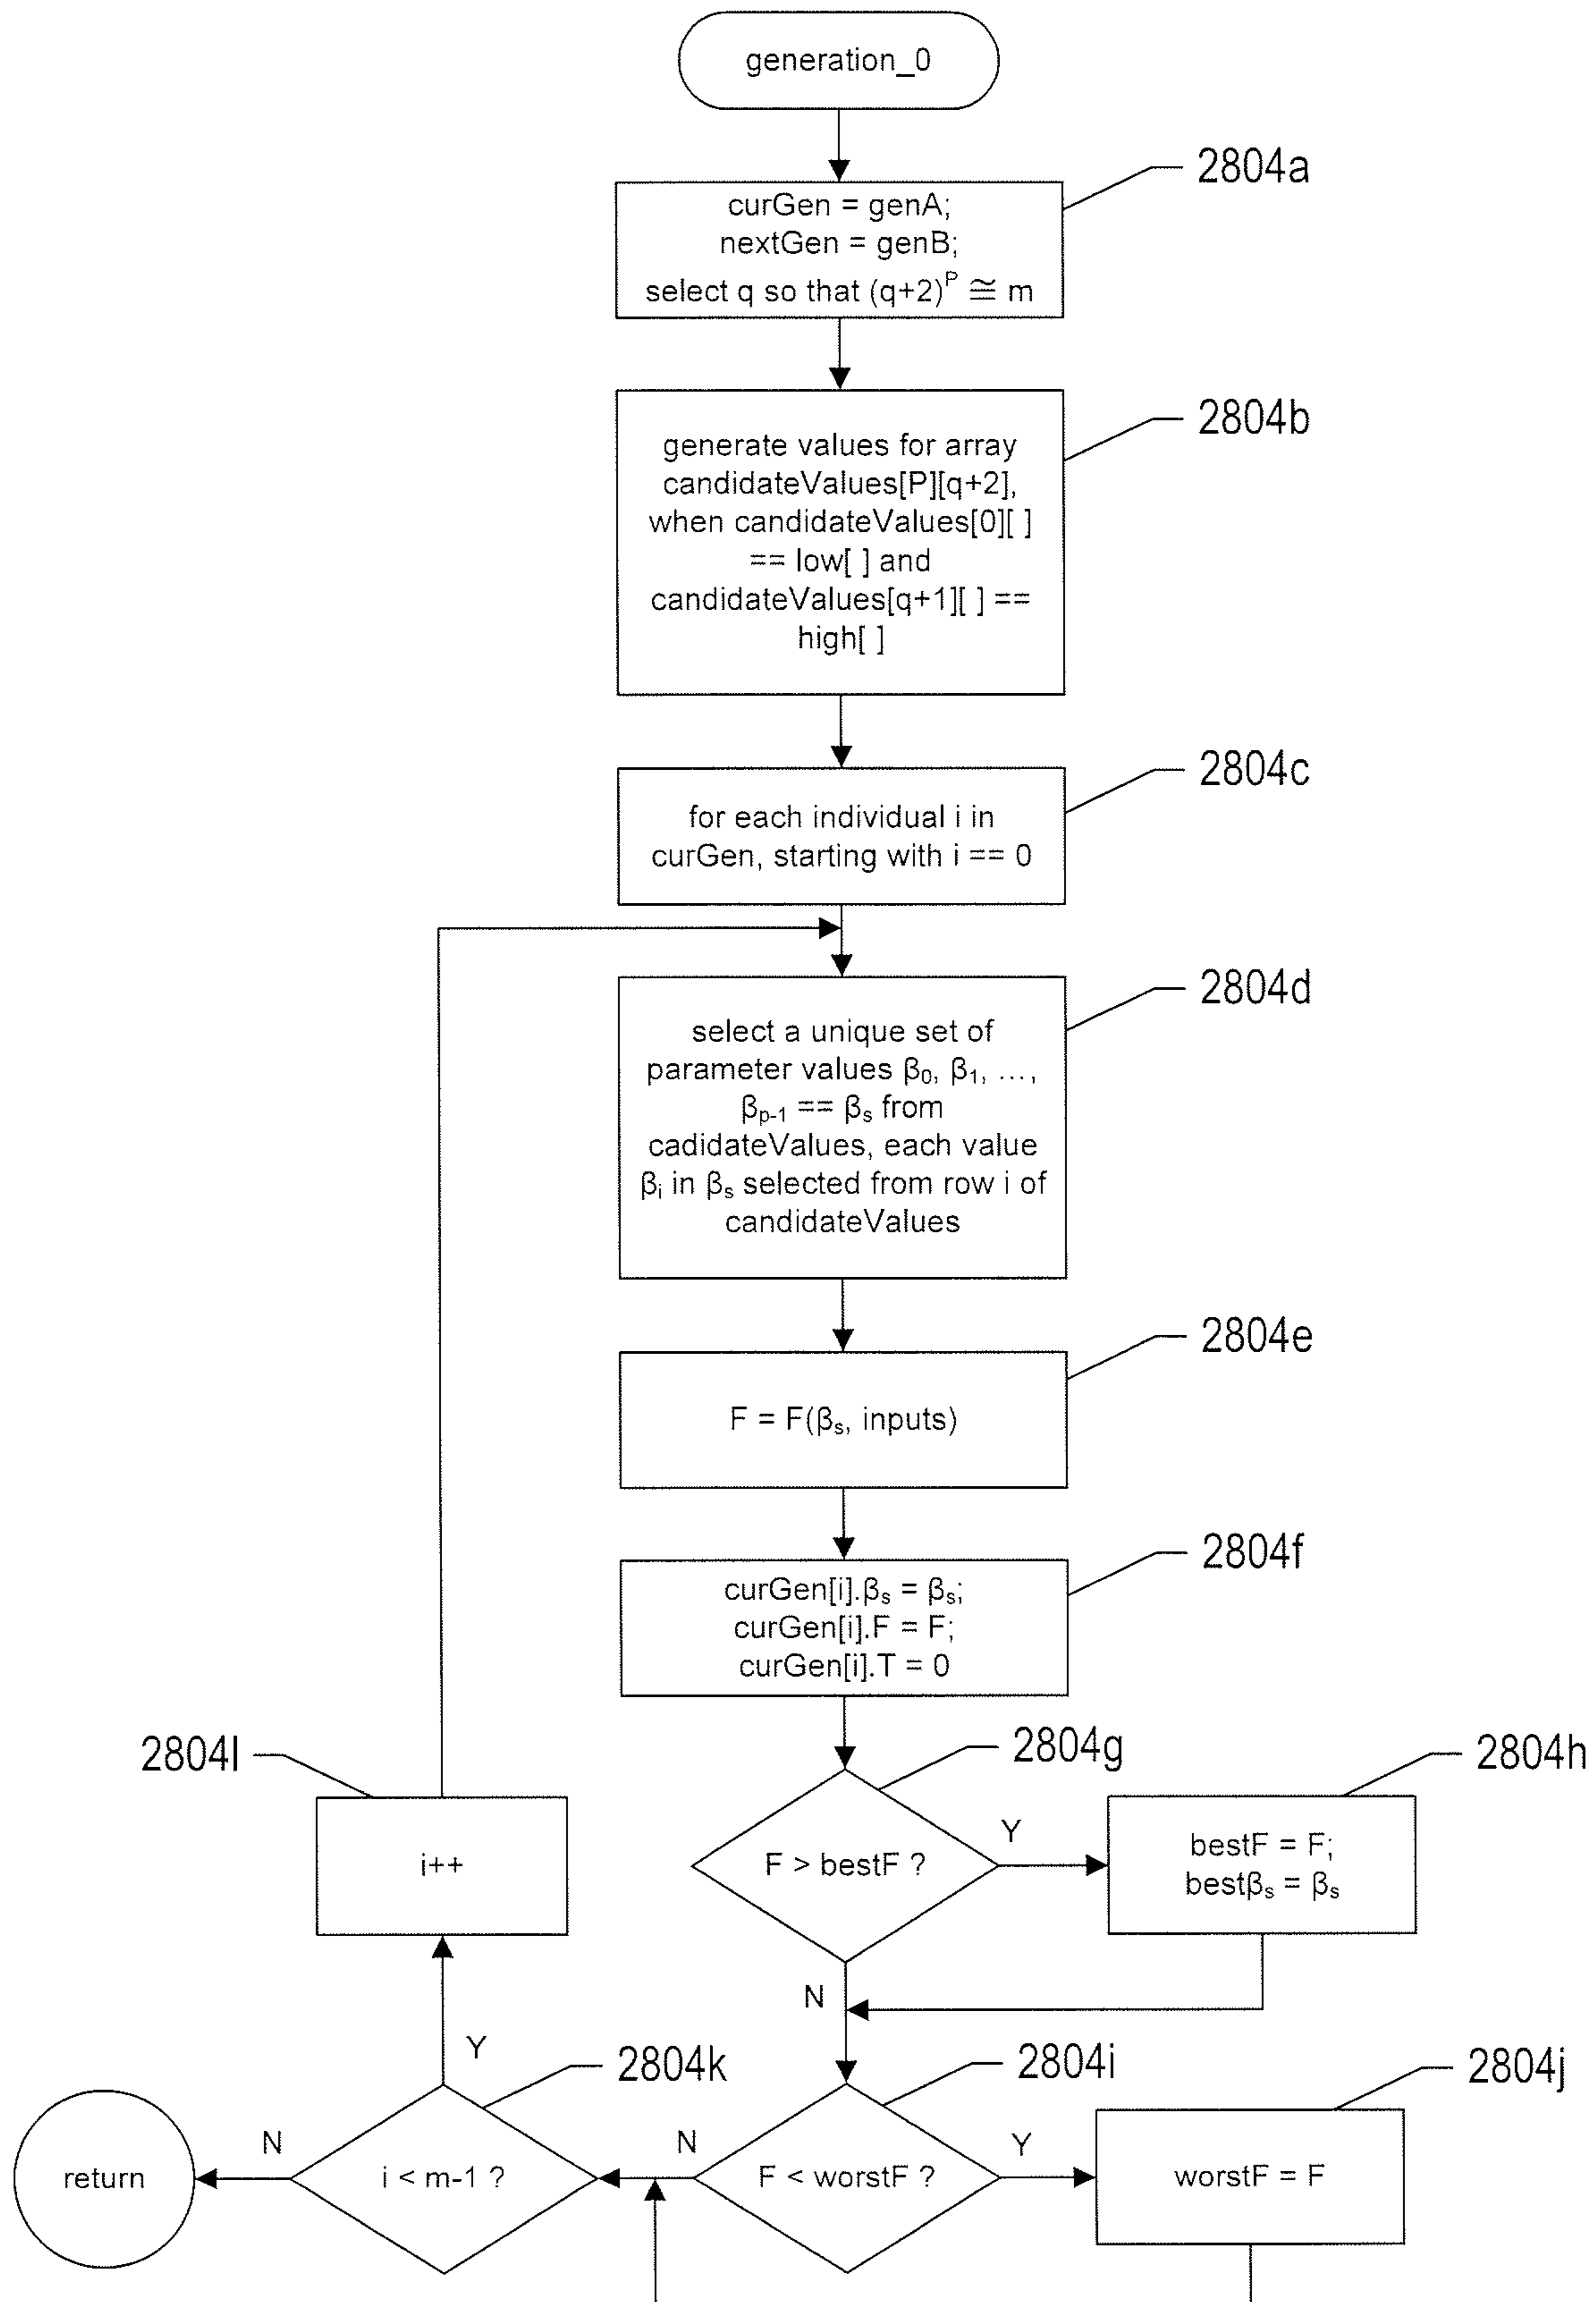 generation_0
2804a
curGen = genA;
nextGen = genB;
select q so that (q+2)^P ≅ m
2804b
generate values for array
candidateValues[P][q+2],
when candidateValues[0][ ]
== low[ ] and
candidateValues[q+1][ ] ==
high[ ]
2804c
for each individual i in
curGen, starting with i == 0
2804d
select a unique set of
parameter values β₀, β₁, ...,
βp-1 == βs from
cadidateValues, each value
βi in βs selected from row i of
candidateValues
2804e
F = F(βs, inputs)
2804f
curGen[i].βs = βs;
curGen[i].F = F;
curGen[i].T = 0
2804g
F > bestF ?
Y
N
2804h
bestF = F;
bestβs = βs
2804l
i++
Y
2804k
i < m-1 ?
N
return
2804i
F < worstF ?
N
Y
2804j
worstF = F